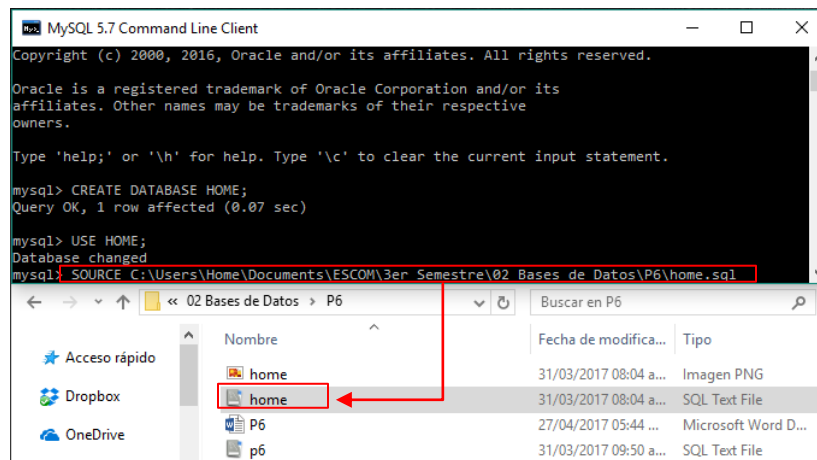 MySQL 5.7 Command Line Client
Copyright (c) 2000, 2016, Oracle and/or its affiliates. All rights reserved.
Oracle is a registered trademark of Oracle Corporation and/or its
affiliates. Other names may be trademarks of their respective
owners.
Type 'help;' or '\h' for help. Type '\c' to clear the current input statement.
mysql> CREATE DATABASE HOME;
Query OK, 1 row affected (0.07 sec)
mysql> USE HOME;
Database changed
mysql> SOURCE C:\Users\Home\Documents\ESCOM\3er Semestre\02 Bases de Datos\P6\home.sql
« 02 Bases de Datos > P6 Buscar en P6
Nombre Fecha de modifica... Tipo
Acceso rápido
home 31/03/2017 08:04 a... Imagen PNG
Dropbox home 31/03/2017 08:04 a... SQL Text File
P6 27/04/2017 05:44 ... Microsoft Word D...
OneDrive
p6 31/03/2017 09:50 a... SQL Text File